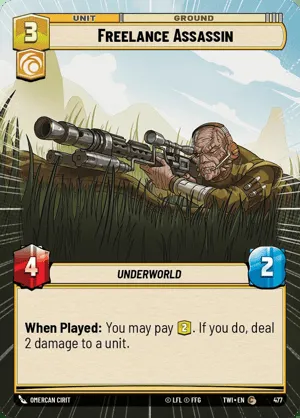 UNIT GROUND
3 FREELANCE ASSASSIN
4 UNDERWORLD 2
When Played: You may pay 2. If you do, deal
2 damage to a unit.
OMERCAN CIRIT © LFL © FFG TWI • EN C 477